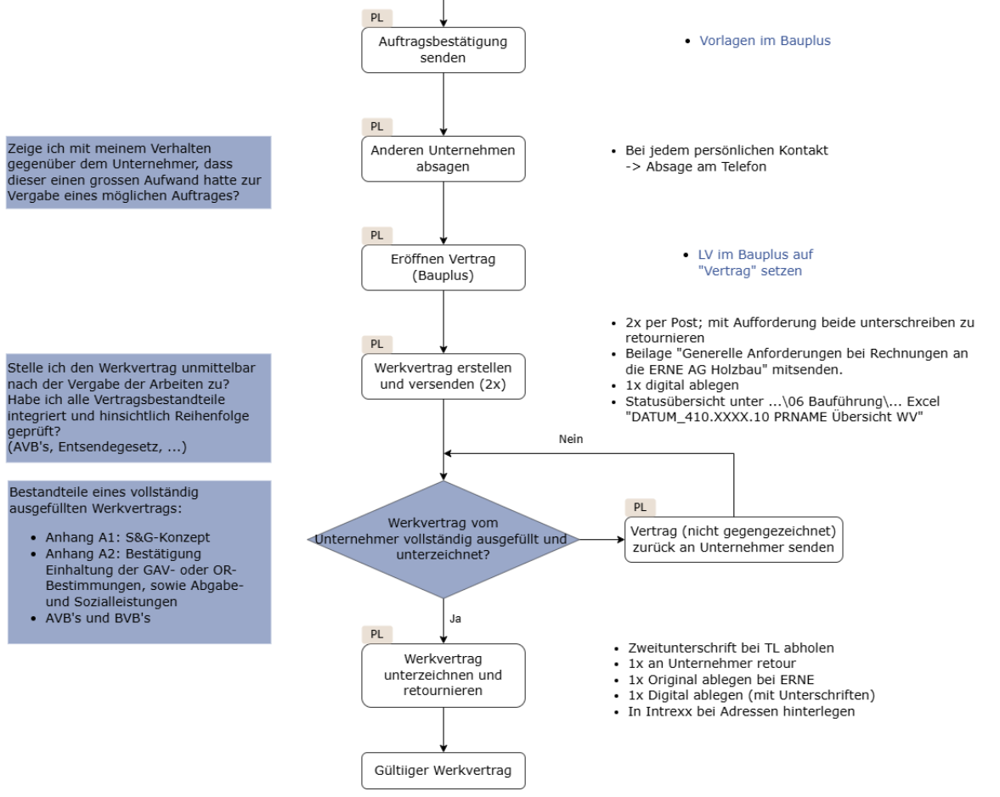 PL
Auftragsbestätigung
senden
• Vorlagen im Bauplus
PL
Anderen Unternehmen
absagen
Zeige ich mit meinem Verhalten
gegenüber dem Unternehmer, dass
dieser einen grossen Aufwand hatte zur
Vergabe eines möglichen Auftrages?
• Bei jedem persönlichen Kontakt
-> Absage am Telefon
PL
Eröffnen Vertrag
(Bauplus)
• LV im Bauplus auf
"Vertrag" setzen
PL
Werkvertrag erstellen
und versenden (2x)
• 2x per Post; mit Aufforderung beide unterschreiben zu
retournieren
• Beilage "Generelle Anforderungen bei Rechnungen an
die ERNE AG Holzbau" mitsenden.
• 1x digital ablegen
• Statusübersicht unter ...\06 Bauführung\... Excel
"DATUM_410.XXXX.10 PRNAME Übersicht WV"
Stelle ich den Werkvertrag unmittelbar
nach der Vergabe der Arbeiten zu?
Habe ich alle Vertragsbestandteile
integriert und hinsichtlich Reihenfolge
geprüft?
(AVB's, Entsendegesetz, ...)
Nein
Bestandteile eines vollständig
ausgefüllten Werkvertrags:
• Anhang A1: S&G-Konzept
• Anhang A2: Bestätigung
Einhaltung der GAV- oder OR-
Bestimmungen, sowie Abgabe-
und Sozialleistungen
• AVB's und BVB's
Werkvertrag vom
Unternehmer vollständig ausgefüllt und
unterzeichnet?
PL
Vertrag (nicht gegengezeichnet)
zurück an Unternehmer senden
Ja
PL
Werkvertrag
unterzeichnen und
retournieren
• Zweitunterschrift bei TL abholen
• 1x an Unternehmer retour
• 1x Original ablegen bei ERNE
• 1x Digital ablegen (mit Unterschriften)
• In Intrexx bei Adressen hinterlegen
Gültiiger Werkvertrag